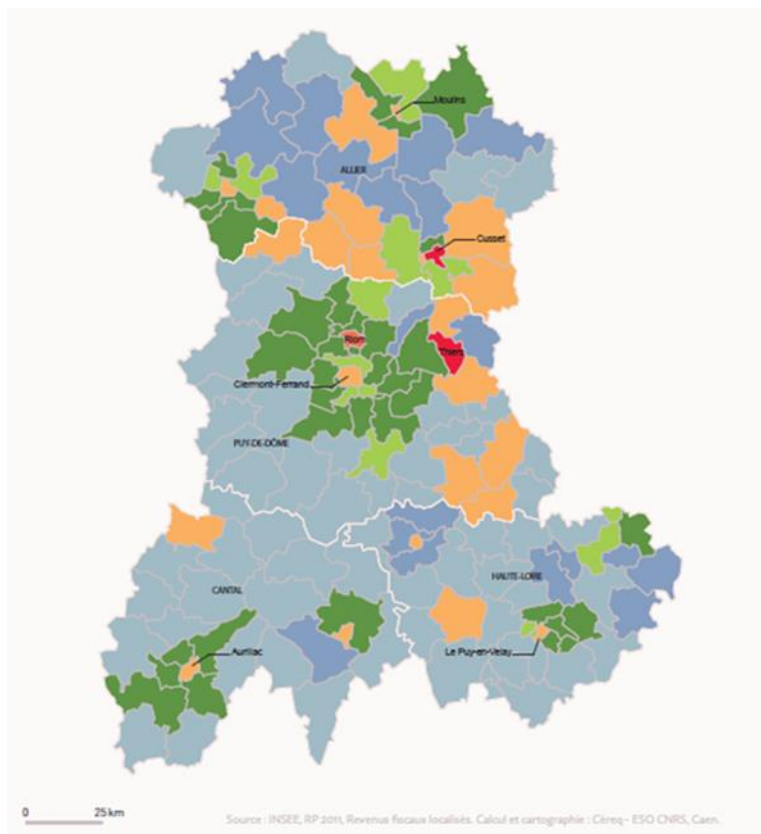 Moulins
ALLIER
Cusset
Riom
Thiers
Clermont-Ferrand
PUY-DE-DÔME
HAUTE-LOIRE
CANTAL
Aurillac
Le Puy-en-Velay
0 25 km
Source : INSEE, RP 2011, Revenus fiscaux localisés. Calcul et cartographie : Céreq - ESO CNRS, Caen.